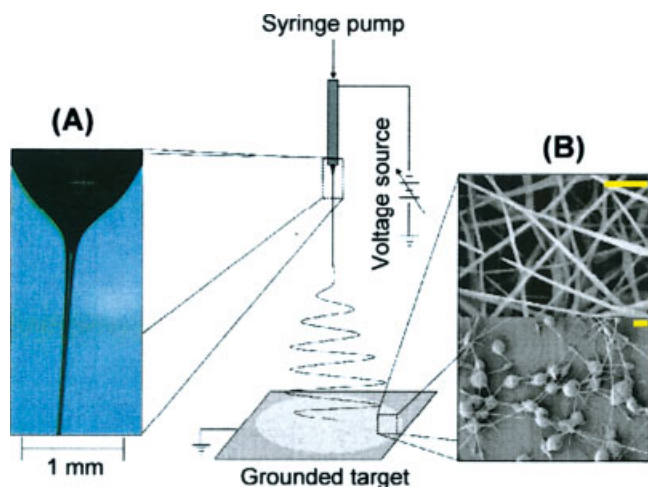 Syringe pump
(A)
(B)
Voltage source
1 mm
Grounded target